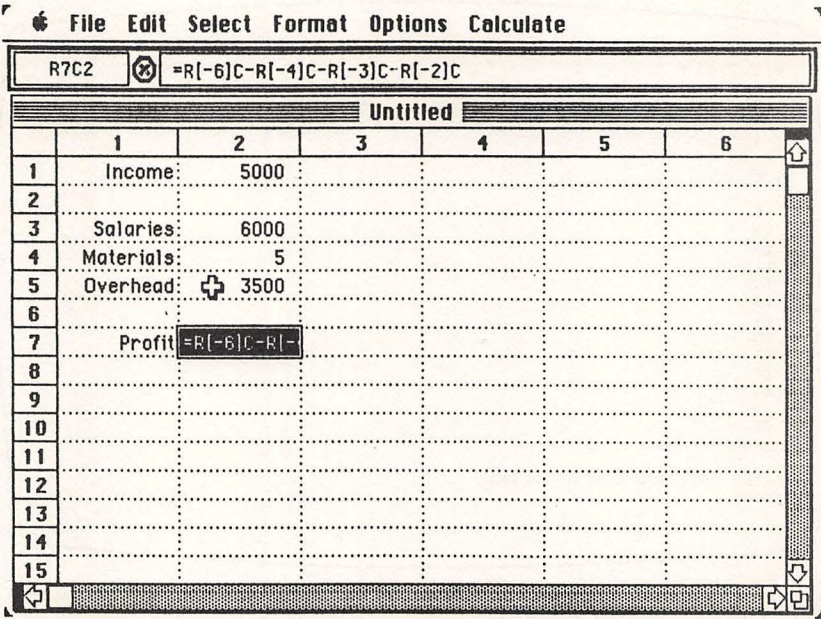 File Edit Select Format Options Calculate
R7C2 =R[-6]C-R[-4]C-R[-3]C-R[-2]C
Untitled
1 2 3 4 5 6
1 Income 5000
2
3 Salaries 6000
4 Materials 5
5 Overhead 3500
6
7 Profit =R[-6]C-R[-
8
9
10
11
12
13
14
15